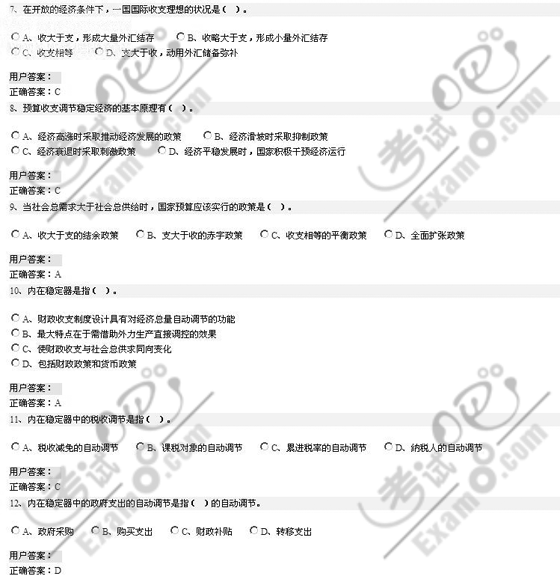 7、在开放的经济条件下，一国国际收支理想的状况是（ ）。
A、收大于支，形成大量外汇结存 B、收略大于支，形成小量外汇结存
C、收支相等 D、支大于收，动用外汇储备弥补
用户答案：
正确答案：C
8、预算收支调节稳定经济的基本原理有（ ）。
A、经济高涨时采取推动经济发展的政策 B、经济滑坡时采取抑制政策
C、经济衰退时采取刺激政策 D、经济平稳发展时，国家积极干预经济运行
用户答案：
正确答案：C
9、当社会总需求大于社会总供给时，国家预算应该实行的政策是（ ）。
A、收大于支的结余政策 B、支大于收的赤字政策 C、收支相等的平衡政策 D、全面扩张政策
用户答案：
正确答案：A
10、内在稳定器是指（ ）。
A、财政收支制度设计具有对经济总量自动调节的功能
B、最大特点在于需借助外力生产直接调控的效果
C、使财政收支与社会总供求同向变化
D、包括财政政策和货币政策
用户答案：
正确答案：A
11、内在稳定器中的税收调节是指（ ）。
A、税收减免的自动调节 B、课税对象的自动调节 C、累进税率的自动调节 D、纳税人的自动调节
用户答案：
正确答案：C
12、内在稳定器中的政府支出的自动调节是指（ ）的自动调节。
A、政府采购 B、购买支出 C、财政补贴 D、转移支出
用户答案：
正确答案：D